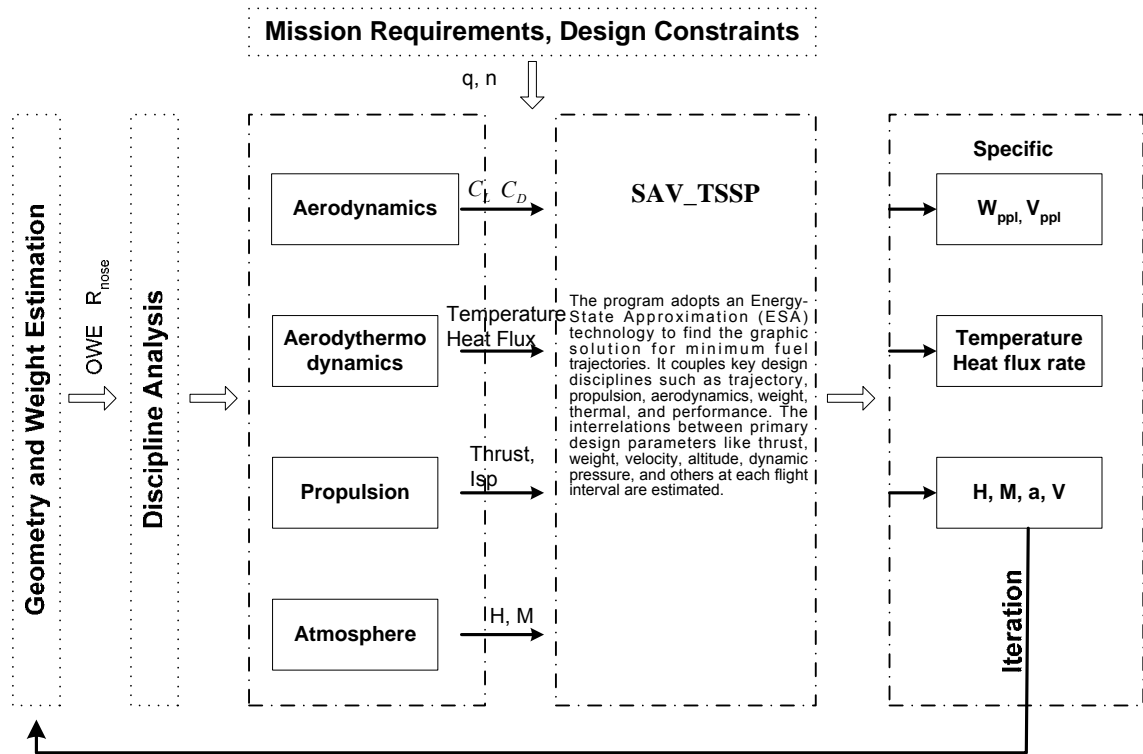 Mission Requirements, Design Constraints
q, n
Geometry and Weight Estimation
OWE R_nose
Discipline Analysis
Aerodynamics
C_L C_D
Aerodythermo
dynamics
Temperature
Heat Flux
Propulsion
Thrust,
Isp
Atmosphere
H, M
SAV_TSSP
The program adopts an Energy-
State Approximation (ESA)
technology to find the graphic
solution for minimum fuel
trajectories. It couples key design
disciplines such as trajectory,
propulsion, aerodynamics, weight,
thermal, and performance. The
interrelations between primary
design parameters like thrust,
weight, velocity, altitude, dynamic
pressure, and others at each flight
interval are estimated.
Specific
W_ppl, V_ppl
Temperature
Heat flux rate
H, M, a, V
Iteration